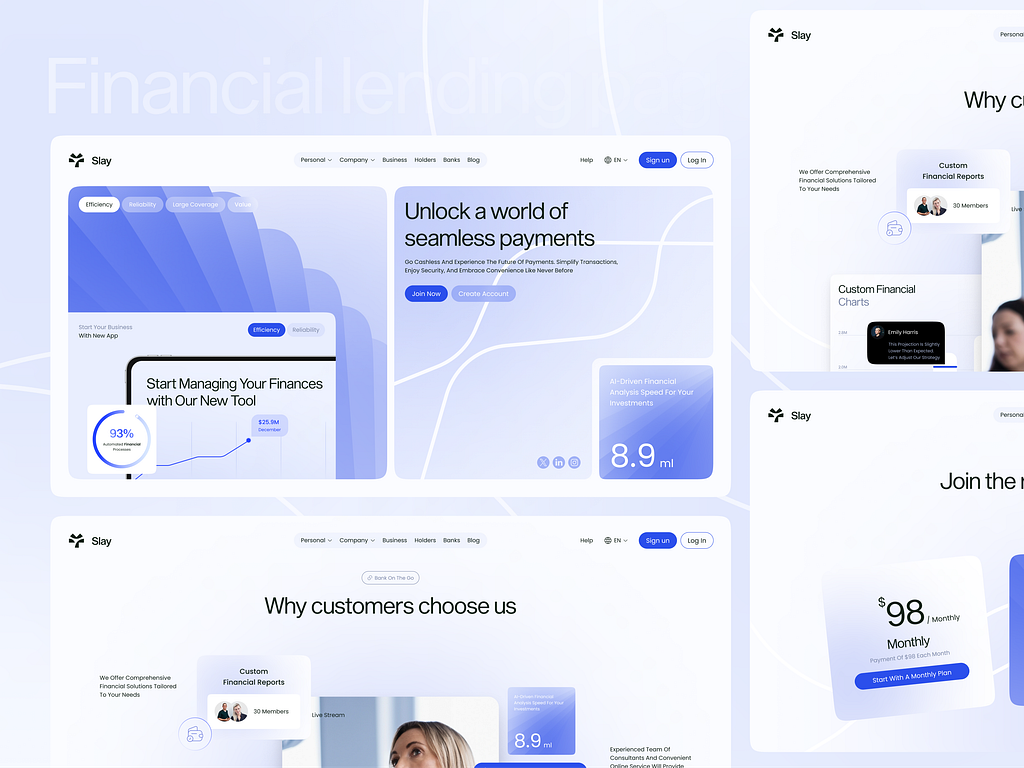 Financial lending page
Slay
Personal
Company
Business
Holders
Banks
Blog
Help
EN
Sign un
Log In
Efficiency
Reliability
Large Coverage
Value
Start Your Business
With New App
Efficiency
Reliability
Start Managing Your Finances
with Our New Tool
$25.9M
December
93%
Automated Financial
Processes
Unlock a world of
seamless payments
Go Cashless And Experience The Future Of Payments. Simplify Transactions,
Enjoy Security, And Embrace Convenience Like Never Before
Join Now
Create Account
AI-Driven Financial
Analysis Speed For Your
Investments
8.9 ml
Slay
Personal
Company
Business
Holders
Banks
Blog
Help
EN
Sign un
Log In
Bank On The Go
Why customers choose us
We Offer Comprehensive
Financial Solutions Tailored
To Your Needs
Custom
Financial Reports
30 Members
Live Stream
AI-Driven Financial
Analysis Speed For Your
Investments
8.9 ml
Experienced Team Of
Consultants And Convenient
Online Service Will Provide
Slay
Personal
Why cu
We Offer Comprehensive
Financial Solutions Tailored
To Your Needs
Custom
Financial Reports
30 Members
Live
Custom Financial
Charts
2.8M
Emily Harris
This Projection Is Slightly
Lower Than Expected.
Let's Adjust Our Strategy
2.0M
Slay
Personal
Join the
$98 / Monthly
Monthly
Payment Of $98 Each Month
Start With A Monthly Plan